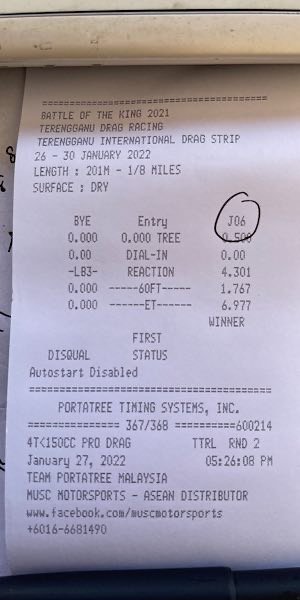 ==========================================
BATTLE OF THE KING 2021
TERENGGANU DRAG RACING
TERENGGANU INTERNATIONAL DRAG STRIP
26 - 30 JANUARY 2022
LENGTH : 201M - 1/8 MILES
SURFACE : DRY
BYE Entry J06
0.000 0.000 TREE 0.500
0.00 DIAL-IN 0.00
-LB3- REACTION 4.301
0.000 -----60FT----- 1.767
0.000 ------ET------ 6.977
WINNER
FIRST
DISQUAL STATUS
Autostart Disabled
==========================================
PORTATREE TIMING SYSTEMS, INC.
================ 367/368 ==========600214
4T<150CC PRO DRAG TTRL RND 2
January 27, 2022 05:26:08 PM
TEAM PORTATREE MALAYSIA
MUSC MOTORSPORTS - ASEAN DISTRIBUTOR
www.facebook.com/muscmotorsports
+6016-6681490